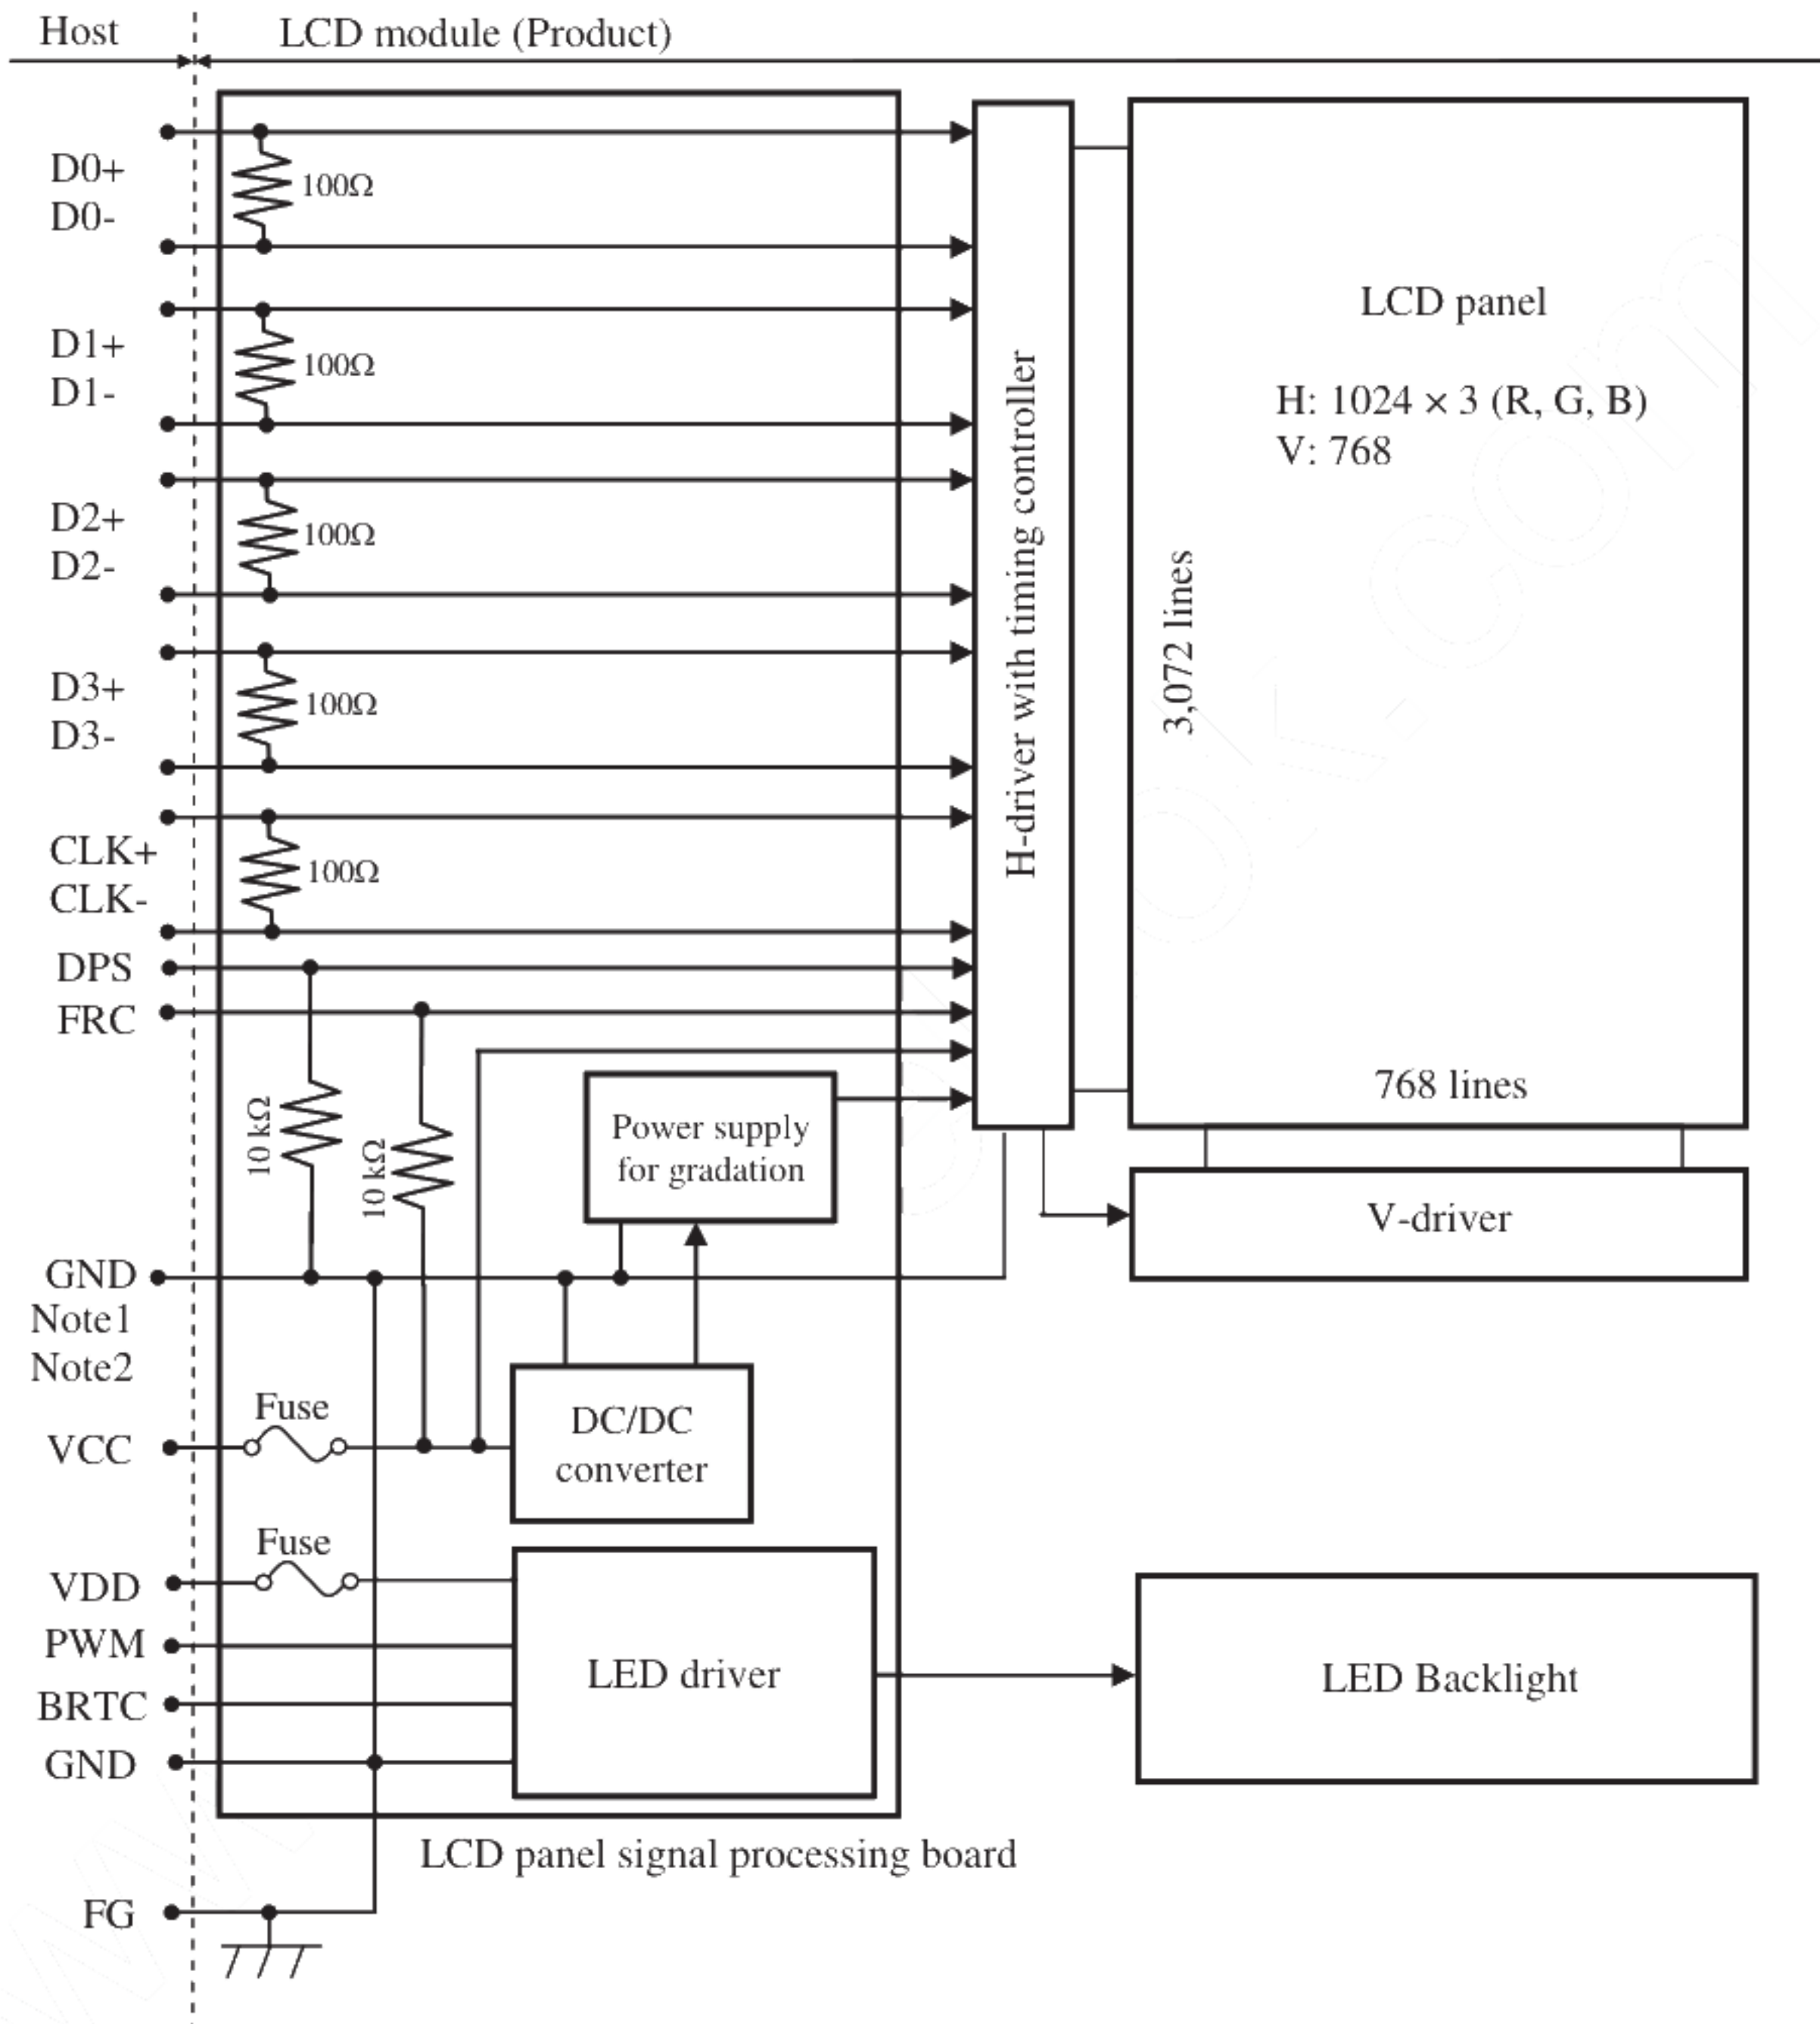 Host
LCD module (Product)
D0+
D0-
100Ω
D1+
D1-
100Ω
D2+
D2-
100Ω
D3+
D3-
100Ω
CLK+
CLK-
100Ω
DPS
FRC
10 kΩ
10 kΩ
GND
Note1
Note2
VCC
Fuse
VDD
Fuse
PWM
BRTC
GND
FG
Power supply
for gradation
DC/DC
converter
LED driver
LCD panel signal processing board
H-driver with timing controller
LCD panel
H: 1024 × 3 (R, G, B)
V: 768
3,072 lines
768 lines
V-driver
LED Backlight